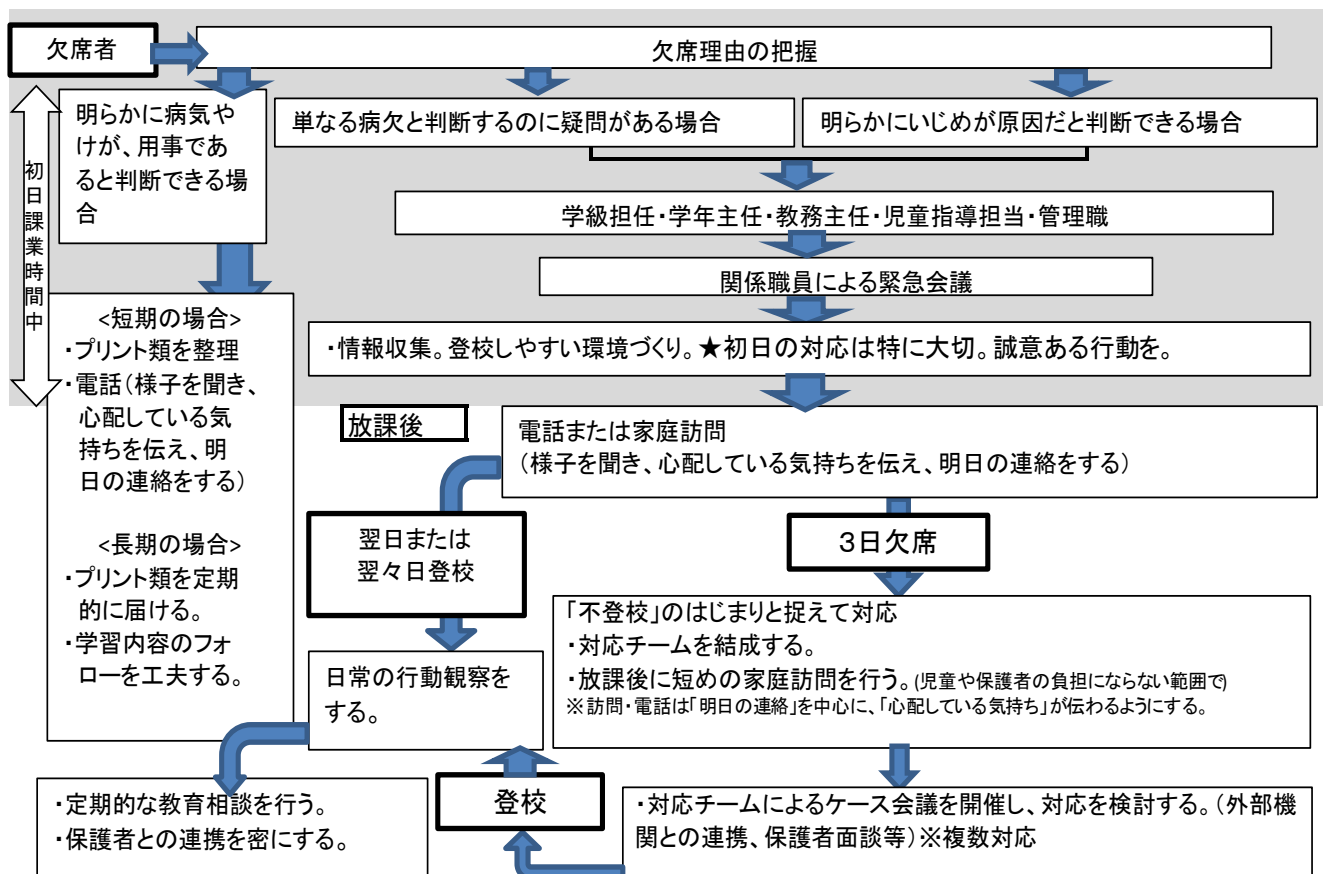 欠席者
欠席理由の把握
初日課業時間中
明らかに病気や
けが、用事であ
ると判断できる場
合
単なる病欠と判断するのに疑問がある場合
明らかにいじめが原因だと判断できる場合
学級担任・学年主任・教務主任・児童指導担当・管理職
関係職員による緊急会議
・情報収集。登校しやすい環境づくり。★初日の対応は特に大切。誠意ある行動を。
<短期の場合>
・プリント類を整理
・電話(様子を聞き、
心配している気
持ちを伝え、明
日の連絡をする)
<長期の場合>
・プリント類を定期
的に届ける。
・学習内容のフォ
ローを工夫する。
放課後
電話または家庭訪問
(様子を聞き、心配している気持ちを伝え、明日の連絡をする)
翌日または
翌々日登校
3日欠席
「不登校」のはじまりと捉えて対応
・対応チームを結成する。
・放課後に短めの家庭訪問を行う。(児童や保護者の負担にならない範囲で)
※訪問・電話は「明日の連絡」を中心に、「心配している気持ち」が伝わるようにする。
日常の行動観察を
する。
・定期的な教育相談を行う。
・保護者との連携を密にする。
登校
・対応チームによるケース会議を開催し、対応を検討する。(外部機
関との連携、保護者面談等)※複数対応